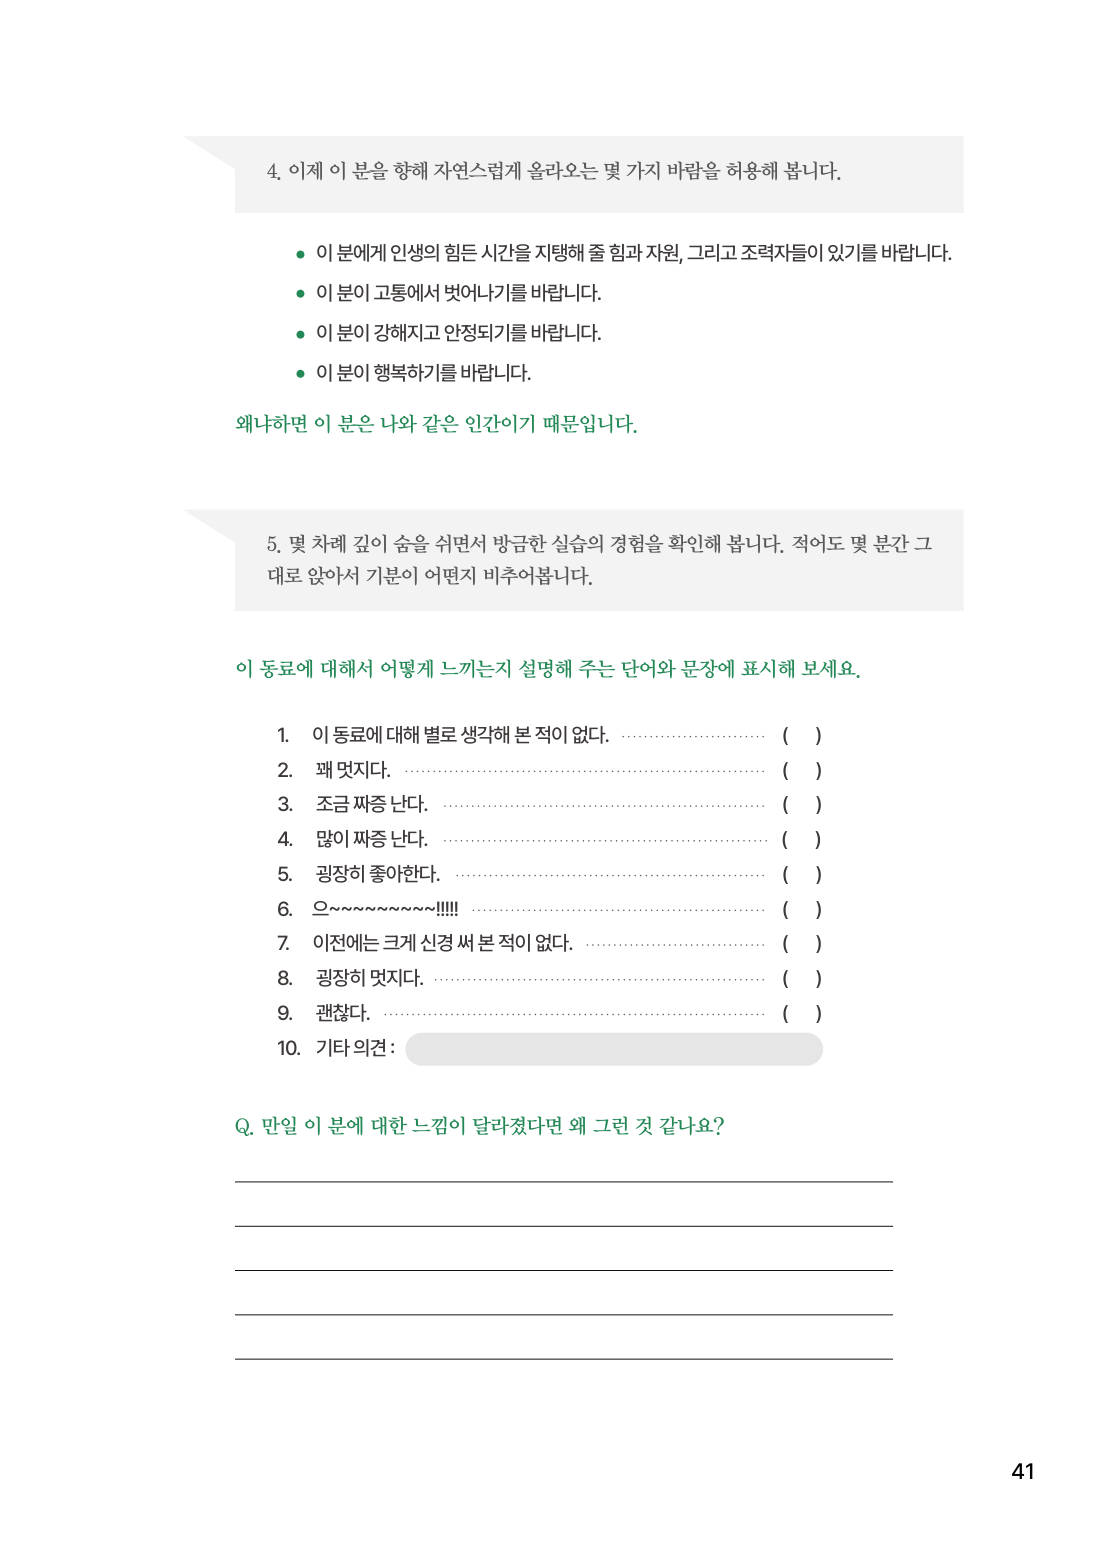 4. 이제 이 분을 향해 자연스럽게 올라오는 몇 가지 바람을 허용해 봅니다.
● 이 분에게 인생의 힘든 시간을 지탱해 줄 힘과 자원, 그리고 조력자들이 있기를 바랍니다.
● 이 분이 고통에서 벗어나기를 바랍니다.
● 이 분이 강해지고 안정되기를 바랍니다.
● 이 분이 행복하기를 바랍니다.
왜냐하면 이 분은 나와 같은 인간이기 때문입니다.
5. 몇 차례 깊이 숨을 쉬면서 방금한 실습의 경험을 확인해 봅니다. 적어도 몇 분간 그
대로 앉아서 기분이 어떤지 비추어봅니다.
이 동료에 대해서 어떻게 느끼는지 설명해 주는 단어와 문장에 표시해 보세요.
1. 이 동료에 대해 별로 생각해 본 적이 없다. ( )
2. 꽤 멋지다. ( )
3. 조금 짜증 난다. ( )
4. 많이 짜증 난다. ( )
5. 굉장히 좋아한다. ( )
6. 으~~~~~~~~~!!!!! ( )
7. 이전에는 크게 신경 써 본 적이 없다. ( )
8. 굉장히 멋지다. ( )
9. 괜찮다. ( )
10. 기타 의견 :
Q. 만일 이 분에 대한 느낌이 달라졌다면 왜 그런 것 같나요?
41